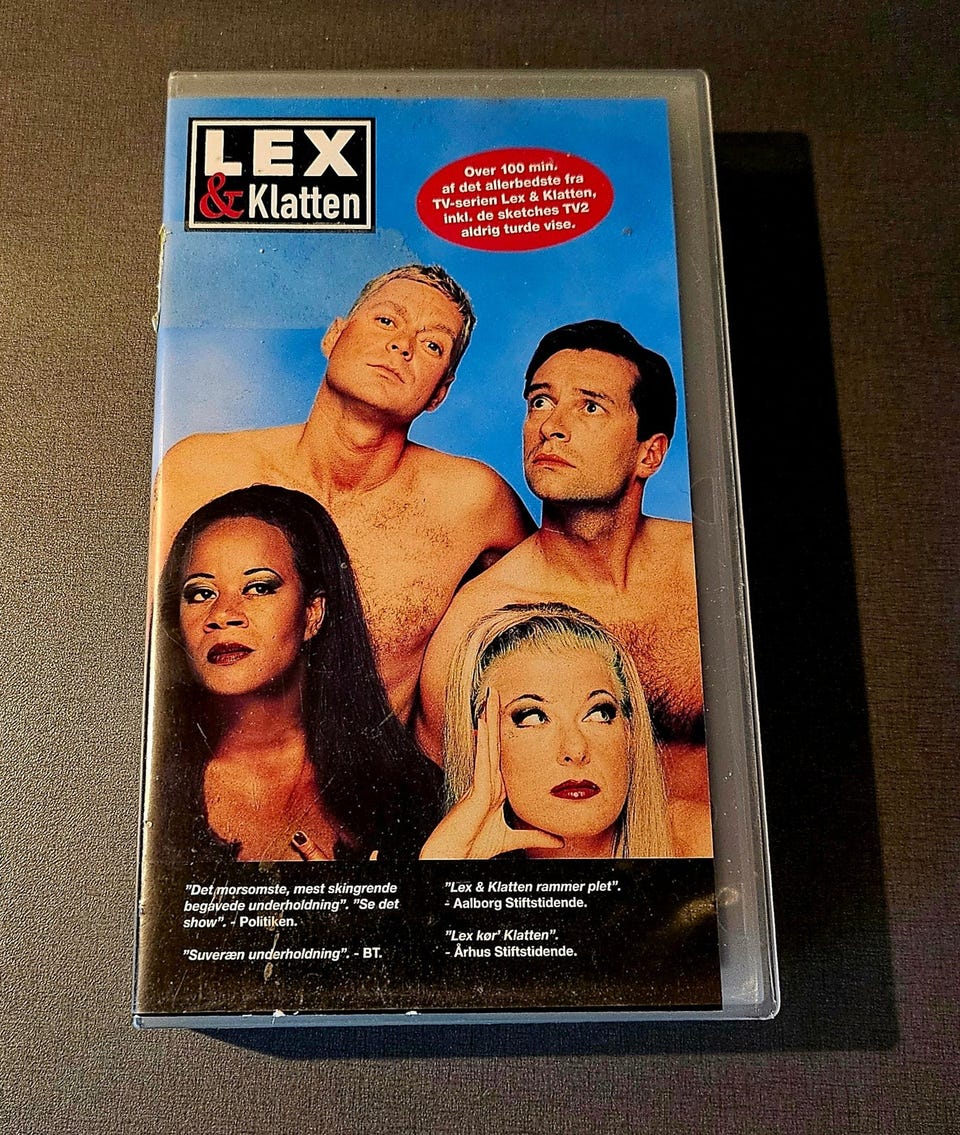 LEX
& Klatten
Over 100 min.
af det allerbedste fra
TV-serien Lex & Klatten,
inkl. de sketches TV2
aldrig turde vise.
"Det morsomste, mest skingrende
begavede underholdning". "Se det
show". - Politiken.
"Suveræn underholdning". - BT.
"Lex & Klatten rammer plet".
- Aalborg Stiftstidende.
"Lex kør' Klatten".
- Århus Stiftstidende.